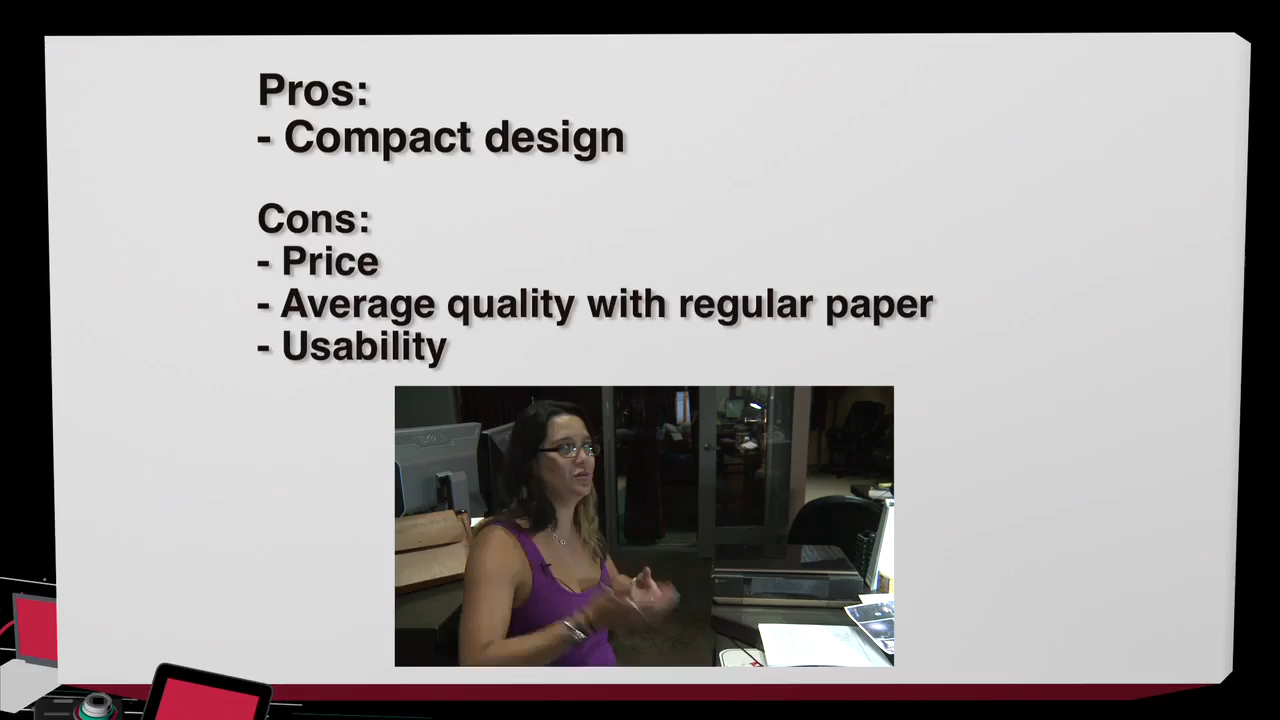 Pros:
- Compact design
Cons:
- Price
- Average quality with regular paper
- Usability